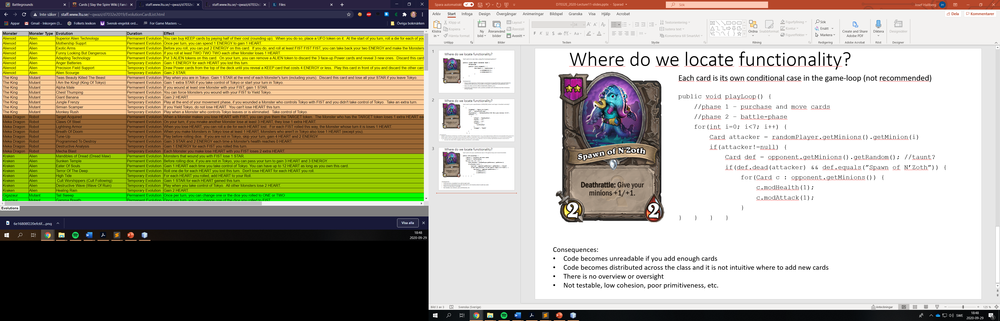 Battlegrounds
Cards | Slay the Spire Wiki | Fand
staff.www.ltu.se/~qwazi/d7032e2
staff.www.ltu.se/~qwazi/d7032e2
Files
Inte säker | staff.www.ltu.se/~qwazi/d7032e2019/EvolutionCardList.html
Appar
Gmail - Inkorgen (3...
Folkets lexikon
Svensk-engelsk ord...
For Game Masters -...
Övriga bokmärken
Monster Monster Type Evolution Duration Effect
Alienoid Alien Superior Alien Technology Permanent Evolution You can buy KEEP cards by paying half of their cost (rounding up). When you do so, place a UFO token on it. At the start of you turn, roll a die for each of you
Alienoid Alien Mothership Supprt Permanent Evolution Once per turn, you can spend 1 ENERGY to gain 1 HEART.
Alienoid Alien Exotic Arms Permanent Evolution Before you roll, you can put 2 ENERGY on this card. If you do, and roll at least FIST FIST FIST, you can take back your two ENERGY and make the Monsters
Alienoid Alien Funny Looking But Dangerous Permanent Evolution If you roll at least TWO TWO TWO each other Monster loses 1 HEART.
Alienoid Alien Adapting Technology Permanent Evolution Put 3 ALIEN tokens on this card. On your turn, you can remove a ALIEN token to discard the 3 face-up Power cards and reveal 3 new ones. Discard this card
Alienoid Alien Anger Batteries Temporary Evolution Gain 1 ENERGY for each HEART you lost this turn.
Alienoid Alien Precision Field Support Temporary Evolution Draw Power cards from the top of the deck until you reveal a KEEP card that costs 4 ENERGY or less. Play this card in front of you and discard the other card
Alienoid Alien Alien Scourge Temporary Evolution Gain 2 STAR.
The King Mutant Twas Beauty Killed The Beast Permanent Evolution Play when you are in Tokyo. Gain 1 STAR at the end of each Monster's turn (including yours). Discard this card and lose all your STAR if you leave Tokyo.
The King Mutant I Am the King! (King Of Tokyo) Permanent Evolution Gain 1 extra STAR if you take control of Tokyo or start your turn in Tokyo.
The King Mutant Alpha Male Permanent Evolution If you wound at least one Monster with your FIST, gain 1 STAR.
The King Mutant Chest Thumping Permanent Evolution You can force Monsters you wound with your FIST to Yield Tokyo.
The King Mutant Giant Banana Temporary Evolution Gain 2 HEART.
The King Mutant Jungle Frenzy Temporary Evolution Play at the end of your movement phase, if you wounded a Monster who controls Tokyo with FIST and you didn't take control of Tokyo. Take an extra turn.
The King Mutant Simian Scamper Temporary Evolution If you Yield Tokyo, do not lose HEART. You can't lose HEART this turn.
The King Mutant Monkey Rush Temporary Evolution Play when a Monster who controls Tokyo leaves or is eliminated. Take control of Tokyo.
Meka Dragon Robot Target Acquired Permanent Evolution When a Monster makes you lose HEART with FIST, you can give them the TARGET token. The Monster who has the TARGET token loses 1 extra HEART ea
Meka Dragon Robot Claws Of Steel Permanent Evolution On your turn, if you mnake another Monster lose at least 3 HEART, they lose 1 extra HEART.
Meka Dragon Robot Lightning Armor Permanent Evolution When you lose HEART, you can roll a die for each HEART lost. For each FIST rolled this way, the Monster whose turn it is loses 1 HEART.
Meka Dragon Robot Breath Of Doom Permanent Evolution When you make Monsters in Tokyo lose at least 1 HEART, Monsters who aren't in Tokyo also lose 1 HEART (except you).
Meka Dragon Robot Tune-Up Temporary Evolution Play before rolling dice. If you are not in Tokyo, skip your turn, gain 4 HEART and 2 ENERGY.
Meka Dragon Robot Programmed To Destroy Temporary Evolution Gain 3 STAR and 2 ENERGY each time a Monster's health reaches 0 HEART.
Meka Dragon Robot Destructive Analysis Temporary Evolution Gain 1 ENERGY for each FIST you rolled this turn.
Meka Dragon Robot Mecha Blast Temporary Evolution Each Monster you make lose HEART with you FIST loses 2 extra HEART.
Kraken Alien Mandibles of Dread (Dread Maw) Permanent Evolution Monsters that wound you with FIST lose 1 STAR.
Kraken Alien Sunken Temple Permanent Evolution Before rolling dice, if you are not in Tokyo, you can pass your turn to gain 3 HEART and 3 ENERGY.
Kraken Alien Eater Of Souls Permanent Evolution Gain 1 HEART each time you take control of Tokyo. You can have up to 12 HEART as long as you own this card.
Kraken Alien Terror Of The Deep Permanent Evolution Roll one die for each HEART you lost this turn. Don't lose HEART for each HEART you roll.
Kraken Alien High Tide Temporary Evolution For each HEART you rolled, add HEART to your Roll.
Kraken Alien Cult Worshippers (Cult Following) Temporary Evolution Gain 1 STAR for each HEART gained this turn.
Kraken Alien Destructive Wave (Wave Of Ruin) Temporary Evolution Play when you take control of Tokyo. All other Monsters lose 2 HEART.
Kraken Alien Healing Rain Temporary Evolution Gain 2 HEART.
Gigazaur Mutant Tail Sweep Permanent Evolution Once per turn, you can change one or the dice you rolled to ONE or TWO
Gigazaur Mutant Gamma Breath Permanent Evolution Once per turn, you can change one of the dice you rolled to FIST
Evolutions
6e16808f220efc6f....png
Visa alla
18:48
2020-09-29
Spara automatiskt
D7032E_2020-Lecture11-slides.pptx - Sparad
Sök
Josef Hallberg JH
Arkiv Start Infoga Design Övergångar Animeringar Bildspel Granska Visa Hjälp Acrobat
Dela Kommentarer
Klistra in
Klipp ut
Kopiera
Hämta format
Urklipp
Ny bild
Återanvänd bilder
Layout
Återställ
Avsnitt
Bilder
34
F K U S ab AV Aa
Tecken
Textorientering
Justera text
Konvertera till SmartArt
Stycke
Ordna
Snabbformat
Figurfyllning
Kontur
Figureffekter
Ritning
Sök
Ersätt
Markera
Redigering
Create and Share Adobe PDF
Adobe Acrobat
Diktera
Röst
Designidéer
Designer
1
Where do we locate functionality?
2
Where do we locate functionality?
3
Where do we locate functionality?
Where do we locate functionality?
Each card is its own conditional case in the game-loop (not recommended)
public void playLoop() {
//phase 1 – purchase and move cards
//phase 2 – battle-phase
for(int i=0; i<7; i++) {
Card attacker = randomPlayer.getMinions().getMinion(i)
if(attacker!=null) {
Card def = opponent.getMinions().getRandom(); //taunt?
if(def.dead(attacker) && def.equals(”Spawn of N’Zoth”)) {
for(Card c : opponent.getMinions()) {
c.modHealth(1);
c.modAttack(1);
}
} } } }
Spawn of N'Zoth
Deathrattle: Give your
minions +1/+1.
2 2
Consequences:
• Code becomes unreadable if you add enough cards
• Code becomes distributed across the class and it is not intuitive where to add new cards
• There is no overview or oversight
• Not testable, low cohesion, poor primitiveness, etc.
Bild 3 av 3
Svenska (Sverige)
Anteckningar
125 %
SWE
18:48
2020-09-29